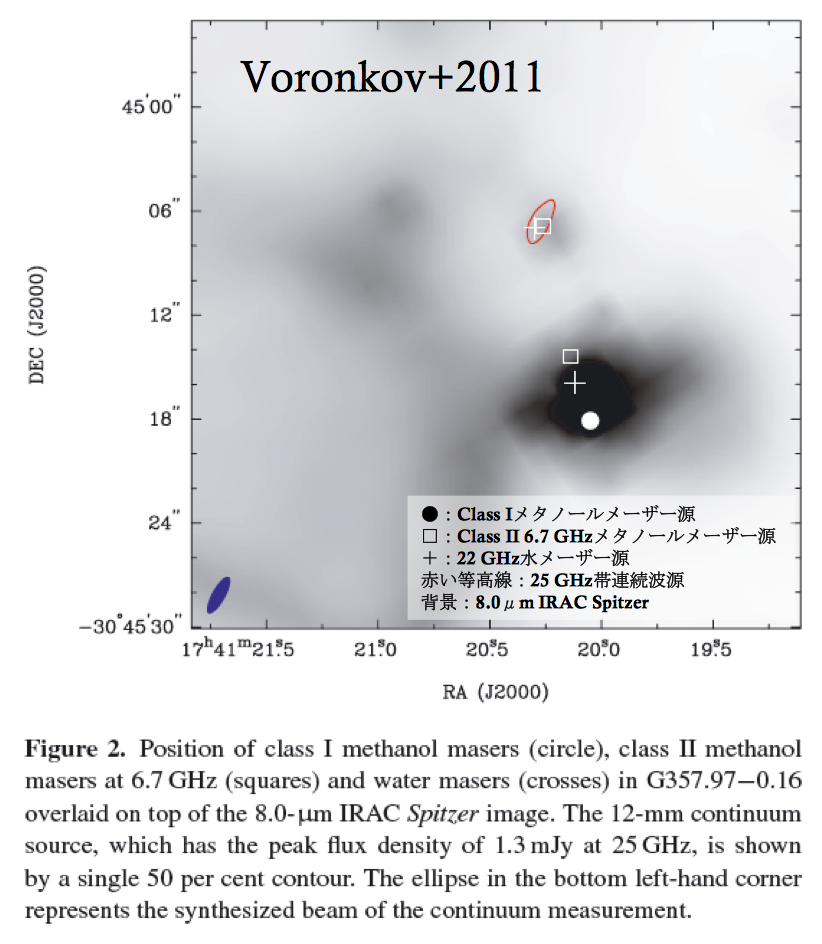 Voronkov+2011
45′00″
06″
12″
18″
24″
−30°45′30″
DEC (J2000)
17ʰ41ᵐ21ˢ.5
21ˢ.0
20ˢ.5
20ˢ.0
19ˢ.5
RA (J2000)
●：Class Iメタノールメーザー源
□：Class II 6.7 GHzメタノールメーザー源
＋：22 GHz水メーザー源
赤い等高線：25 GHz帯連続波源
背景：8.0μm IRAC Spitzer
Figure 2. Position of class I methanol masers (circle), class II methanol
masers at 6.7 GHz (squares) and water masers (crosses) in G357.97−0.16
overlaid on top of the 8.0-μm IRAC Spitzer image. The 12-mm continuum
source, which has the peak flux density of 1.3 mJy at 25 GHz, is shown
by a single 50 per cent contour. The ellipse in the bottom left-hand corner
represents the synthesized beam of the continuum measurement.